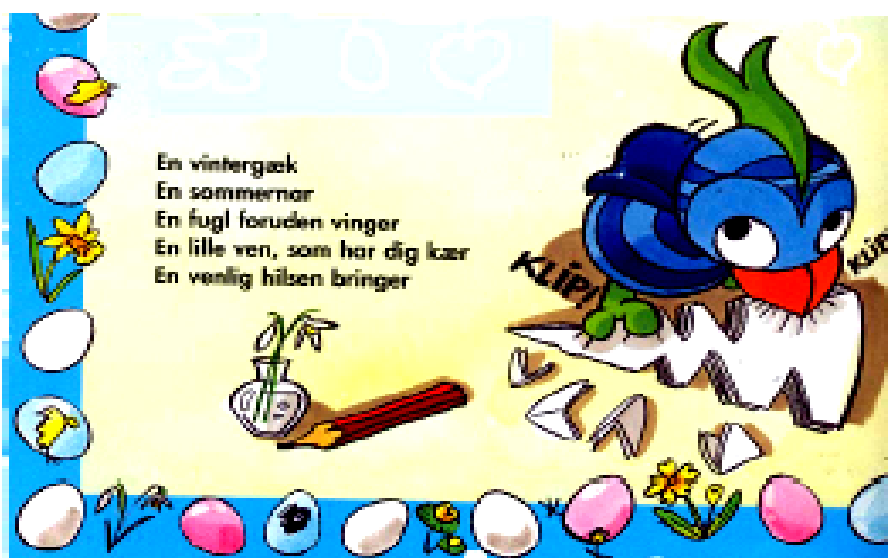 En vintergæk
En sommernar
En fugl foruden vinger
En lille ven, som har dig kær
En venlig hilsen bringer
KLIP!
KLIP!